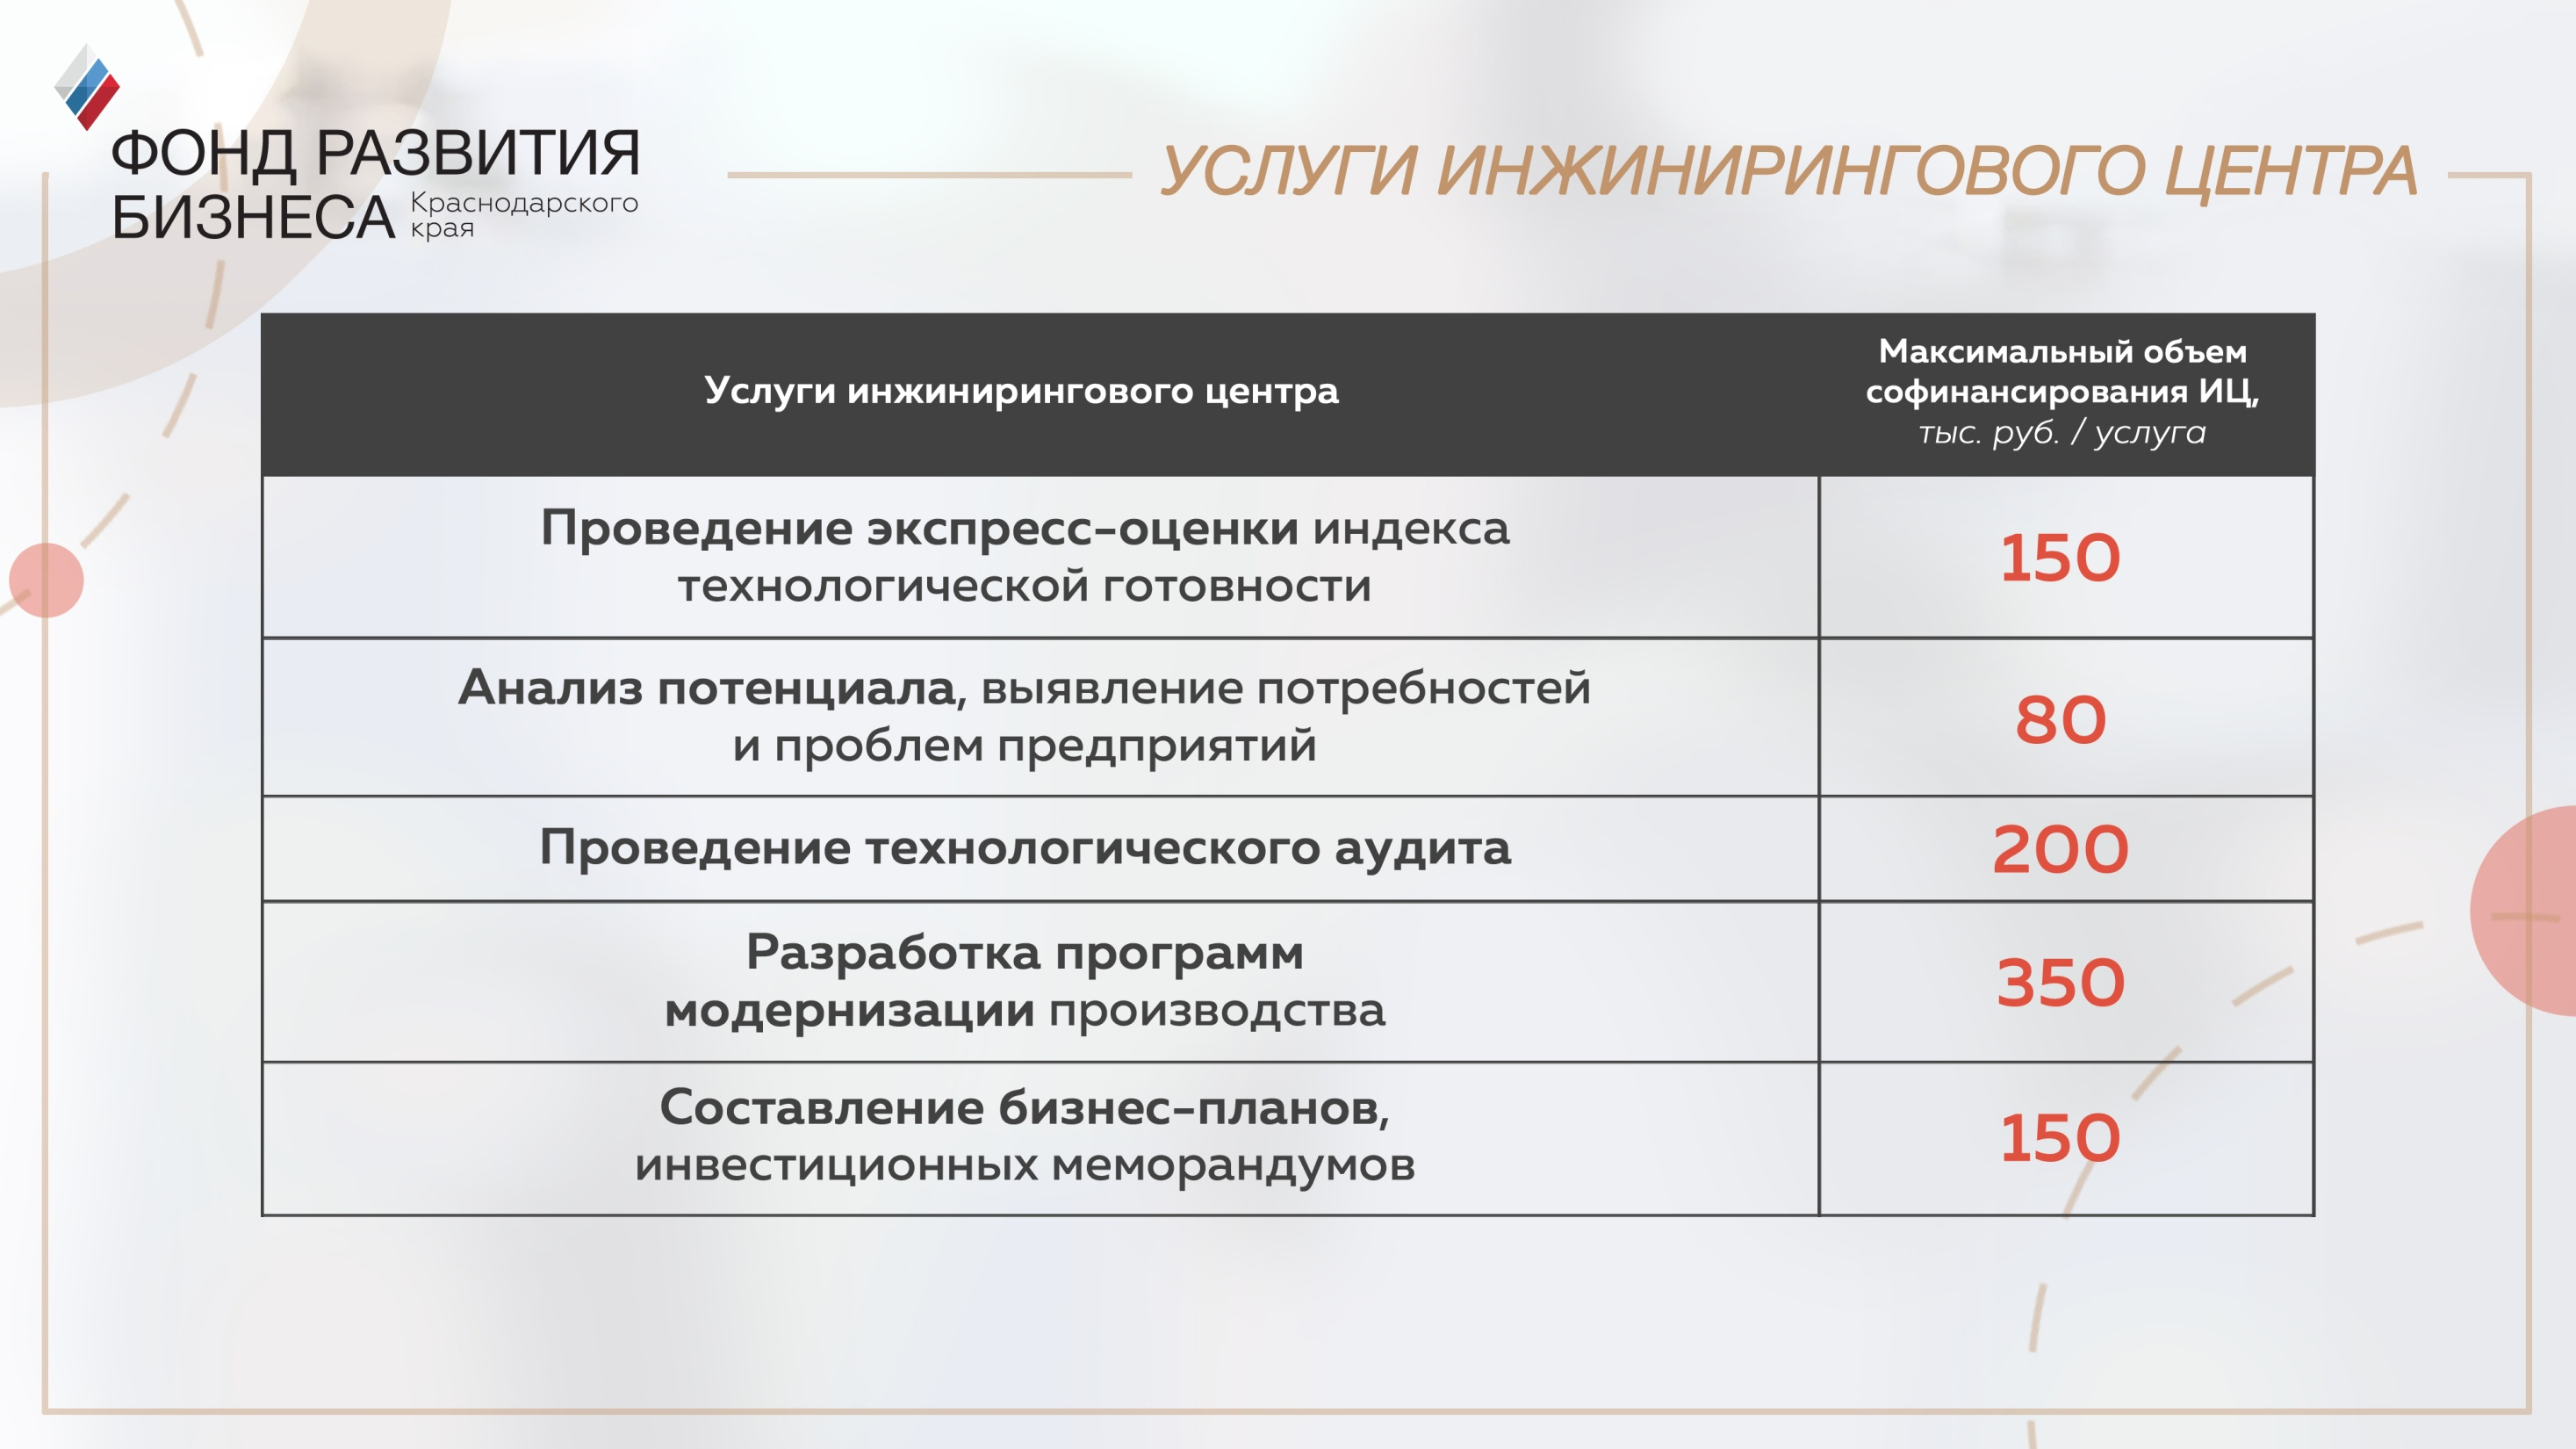 ФОНД РАЗВИТИЯ
БИЗНЕСА Краснодарского
края
УСЛУГИ ИНЖИНИРИНГОВОГО ЦЕНТРА
Услуги инжинирингового центра
Максимальный объем
софинансирования ИЦ,
тыс. руб. / услуга
Проведение экспресс-оценки индекса
технологической готовности
150
Анализ потенциала, выявление потребностей
и проблем предприятий
80
Проведение технологического аудита
200
Разработка программ
модернизации производства
350
Составление бизнес-планов,
инвестиционных меморандумов
150